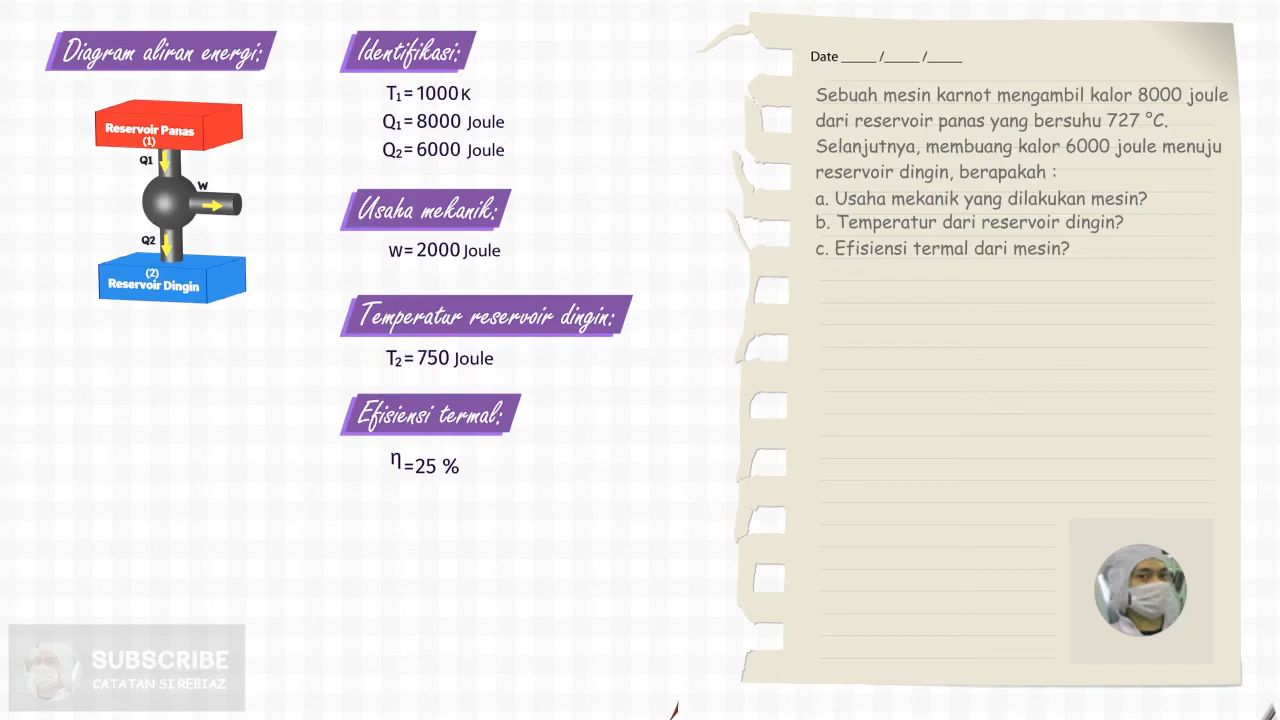 Diagram aliran energi:
Reservoir Panas
(1)
Q1
W
Q2
(2)
Reservoir Dingin
Identifikasi:
T₁ = 1000 K
Q₁ = 8000 Joule
Q₂ = 6000 Joule
Usaha mekanik:
w = 2000 Joule
Temperatur reservoir dingin:
T₂ = 750 Joule
Efisiensi termal:
η = 25 %
Date _____ /_____ /_____
Sebuah mesin karnot mengambil kalor 8000 joule
dari reservoir panas yang bersuhu 727 °C.
Selanjutnya, membuang kalor 6000 joule menuju
reservoir dingin, berapakah :
a. Usaha mekanik yang dilakukan mesin?
b. Temperatur dari reservoir dingin?
c. Efisiensi termal dari mesin?
SUBSCRIBE
CATATAN SI REBIAZ